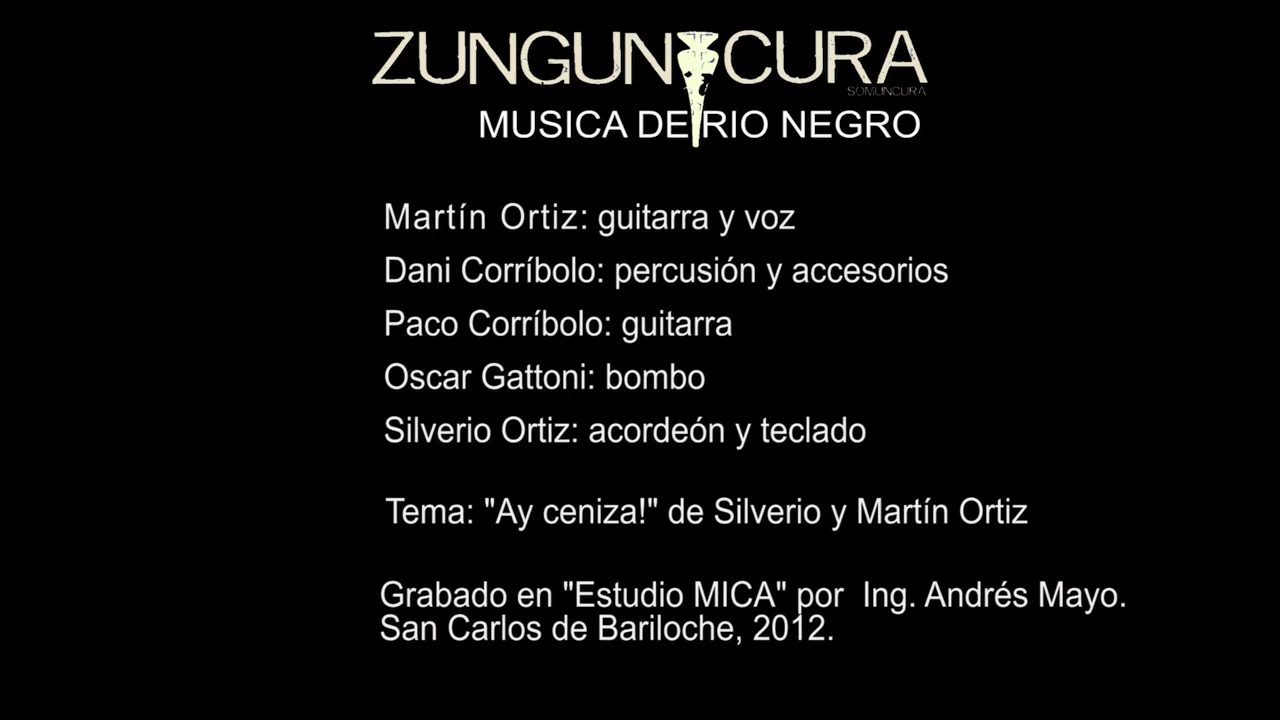 ZUNGUN CURA
SOMUNCURA
MUSICA DE RIO NEGRO
Martín Ortiz: guitarra y voz
Dani Corríbolo: percusión y accesorios
Paco Corríbolo: guitarra
Oscar Gattoni: bombo
Silverio Ortiz: acordeón y teclado
Tema: "Ay ceniza!" de Silverio y Martín Ortiz
Grabado en "Estudio MICA" por  Ing. Andrés Mayo.
San Carlos de Bariloche, 2012.